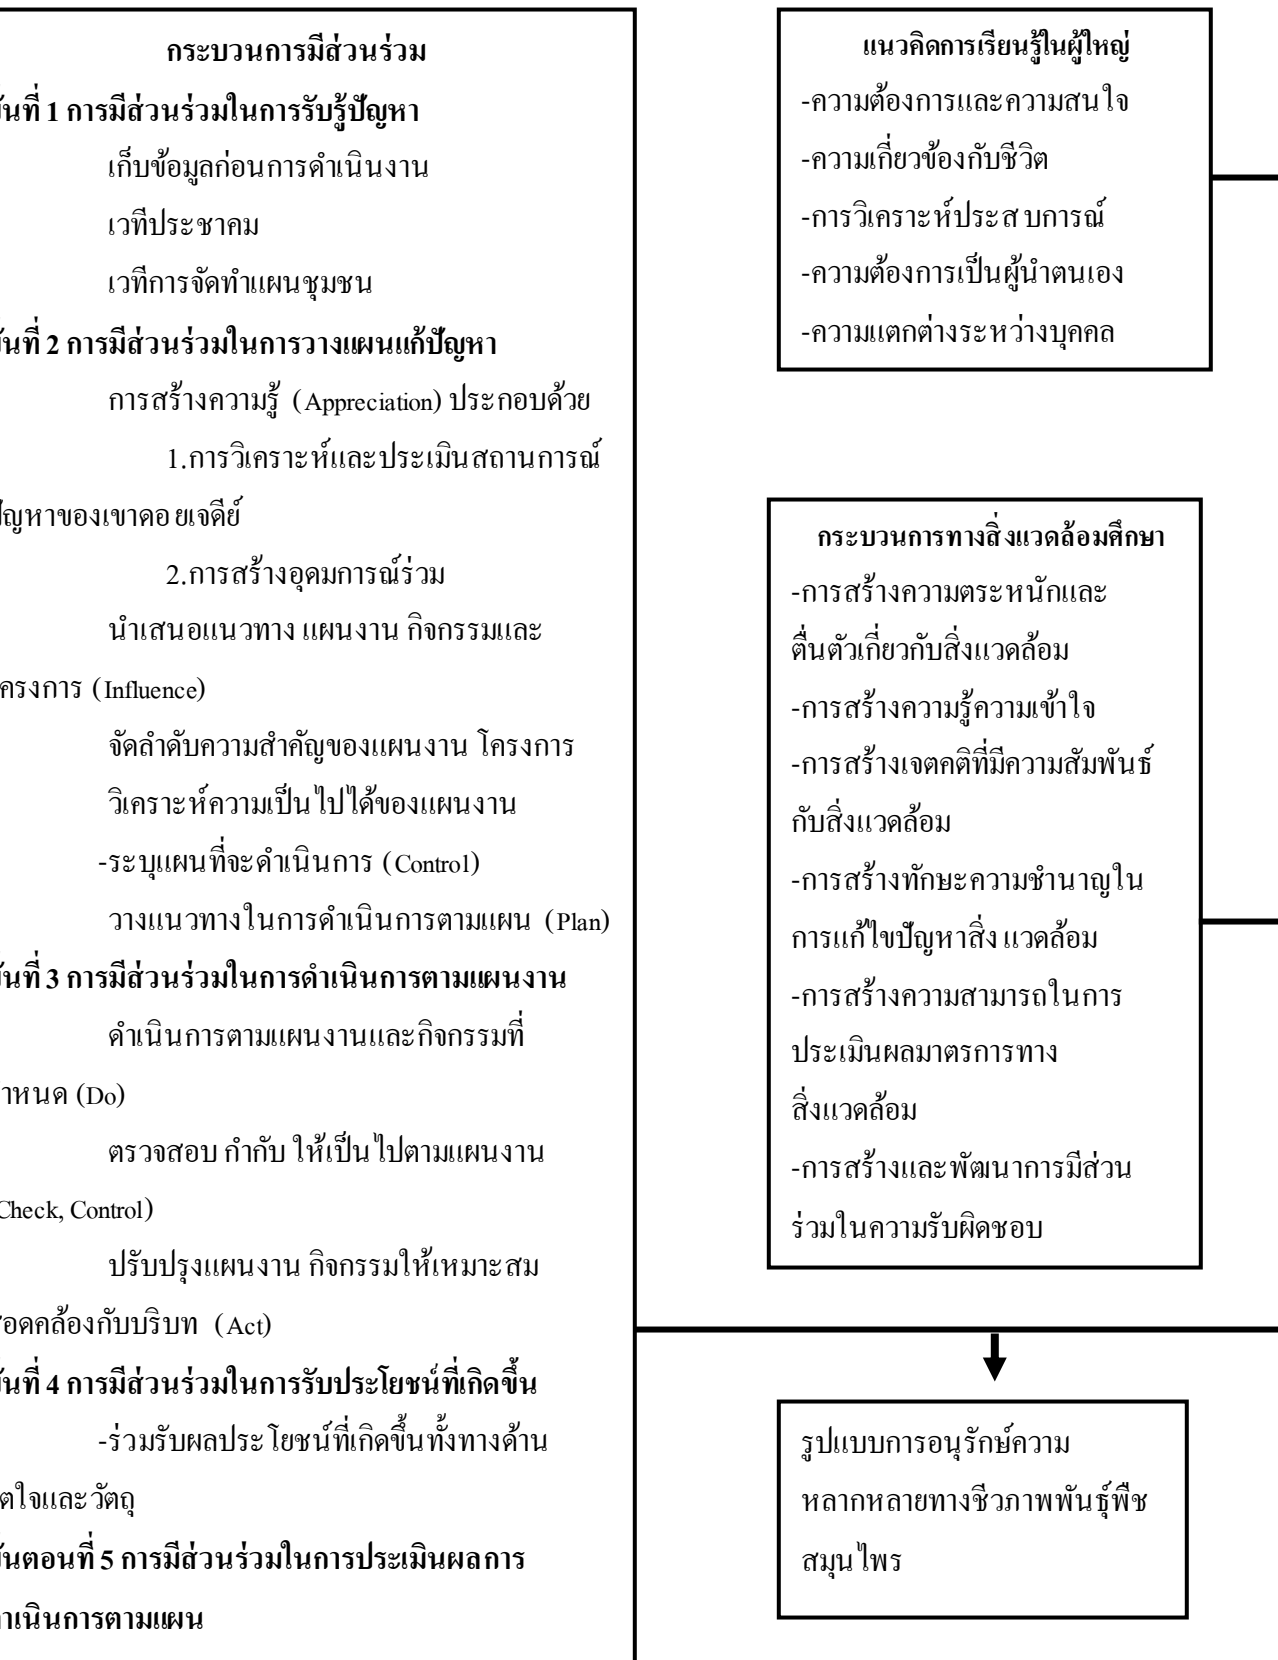 กระบวนการมีส่วนร่วม
ขั้นที่ 1 การมีส่วนร่วมในการรับรู้ปัญหา
เก็บข้อมูลก่อนการดำเนินงาน
เวทีประชาคม
เวทีการจัดทำแผนชุมชน
ขั้นที่ 2 การมีส่วนร่วมในการวางแผนแก้ปัญหา
การสร้างความรู้ (Appreciation) ประกอบด้วย
1.การวิเคราะห์และประเมินสถานการณ์
ปัญหาของเขาดอยเจดีย์
2.การสร้างอุดมการณ์ร่วม
นำเสนอแนวทาง แผนงาน กิจกรรมและ
โครงการ (Influence)
จัดลำดับความสำคัญของแผนงาน โครงการ
วิเคราะห์ความเป็นไปได้ของแผนงาน
-ระบุแผนที่จะดำเนินการ (Control)
วางแนวทางในการดำเนินการตามแผน (Plan)
ขั้นที่ 3 การมีส่วนร่วมในการดำเนินการตามแผนงาน
ดำเนินการตามแผนงานและกิจกรรมที่
กำหนด (Do)
ตรวจสอบ กำกับ ให้เป็นไปตามแผนงาน
(Check, Control)
ปรับปรุงแผนงาน กิจกรรมให้เหมาะสม
สอดคล้องกับบริบท (Act)
ขั้นที่ 4 การมีส่วนร่วมในการรับประโยชน์ที่เกิดขึ้น
-ร่วมรับผลประโยชน์ที่เกิดขึ้นทั้งทางด้าน
จิตใจและวัตถุ
ขั้นตอนที่ 5 การมีส่วนร่วมในการประเมินผลการ
ดำเนินการตามแผน
แนวคิดการเรียนรู้ในผู้ใหญ่
-ความต้องการและความสนใจ
-ความเกี่ยวข้องกับชีวิต
-การวิเคราะห์ประสบการณ์
-ความต้องการเป็นผู้นำตนเอง
-ความแตกต่างระหว่างบุคคล
กระบวนการทางสิ่งแวดล้อมศึกษา
-การสร้างความตระหนักและ
ตื่นตัวเกี่ยวกับสิ่งแวดล้อม
-การสร้างความรู้ความเข้าใจ
-การสร้างเจตคติที่มีความสัมพันธ์
กับสิ่งแวดล้อม
-การสร้างทักษะความชำนาญใน
การแก้ไขปัญหาสิ่งแวดล้อม
-การสร้างความสามารถในการ
ประเมินผลมาตรการทาง
สิ่งแวดล้อม
-การสร้างและพัฒนาการมีส่วน
ร่วมในความรับผิดชอบ
รูปแบบการอนุรักษ์ความ
หลากหลายทางชีวภาพพันธุ์พืช
สมุนไพร